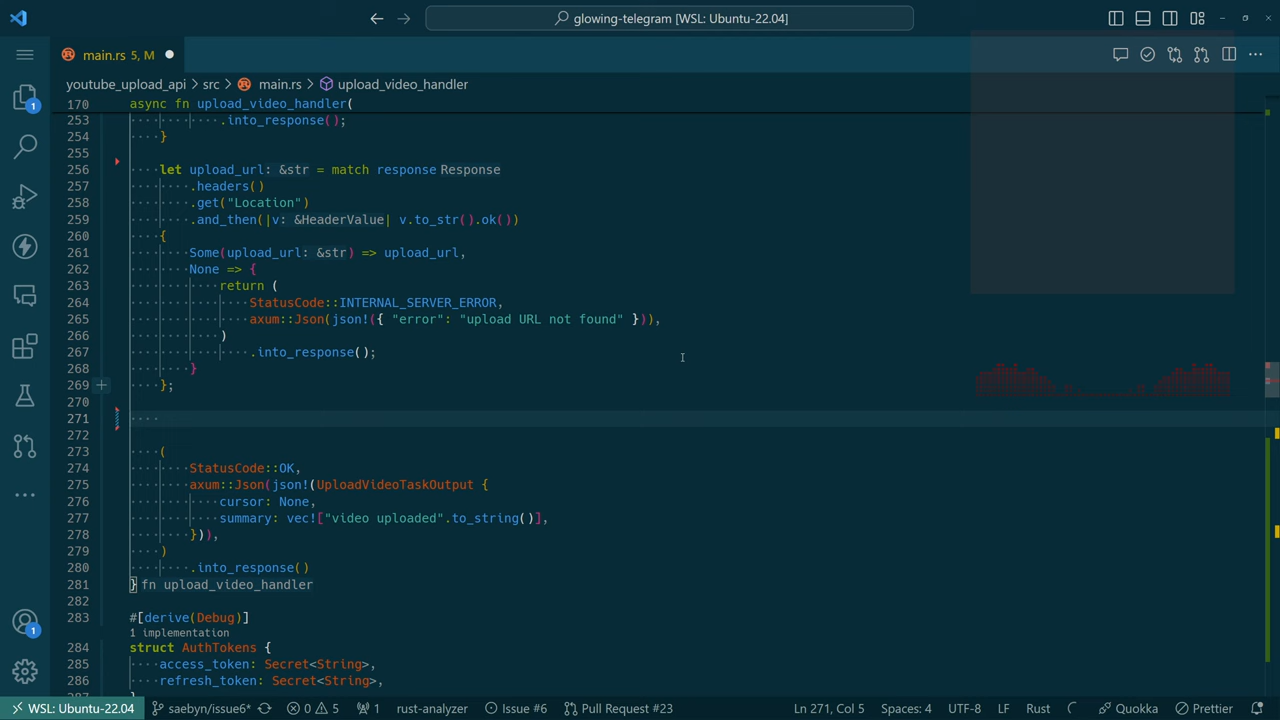 glowing-telegram [WSL: Ubuntu-22.04]
main.rs 5, M
youtube_upload_api > src > main.rs > upload_video_handler
170 async fn upload_video_handler(
253 .into_response();
254 }
255
256 let upload_url: &str = match response Response
257 .headers()
258 .get("Location")
259 .and_then(|v: &HeaderValue| v.to_str().ok())
260 {
261 Some(upload_url: &str) => upload_url,
262 None => {
263 return (
264 StatusCode::INTERNAL_SERVER_ERROR,
265 axum::Json(json!({ "error": "upload URL not found" })),
266 )
267 .into_response();
268 }
269 };
270
271
272
273 (
274 StatusCode::OK,
275 axum::Json(json!(UploadVideoTaskOutput {
276 cursor: None,
277 summary: vec!["video uploaded".to_string()],
278 })),
279 )
280 .into_response()
281 } fn upload_video_handler
282
283 #[derive(Debug)]
1 implementation
284 struct AuthTokens {
285 access_token: Secret<String>,
286 refresh_token: Secret<String>,
1
1
WSL: Ubuntu-22.04 saebyn/issue6* 0 5 1 rust-analyzer Issue #6 Pull Request #23 Ln 271, Col 5 Spaces: 4 UTF-8 LF Rust Quokka Prettier